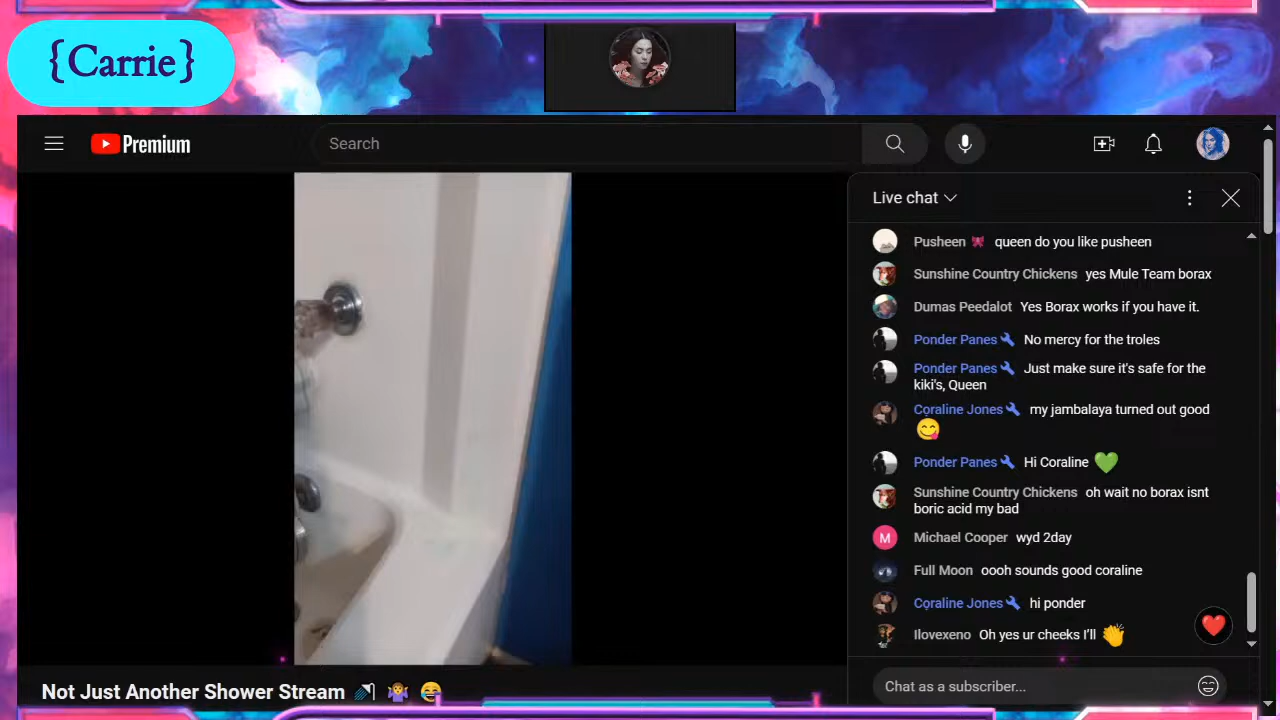 {Carrie}
Premium
Search
Live chat
Pusheen 🎀 queen do you like pusheen
Sunshine Country Chickens yes Mule Team borax
Dumas Peedalot Yes Borax works if you have it.
Ponder Panes No mercy for the troles
Ponder Panes Just make sure it's safe for the
kiki's, Queen
Coraline Jones my jambalaya turned out good
😋
Ponder Panes Hi Coraline 💚
Sunshine Country Chickens oh wait no borax isnt
boric acid my bad
M Michael Cooper wyd 2day
Full Moon oooh sounds good coraline
Coraline Jones hi ponder
Ilovexeno Oh yes ur cheeks I'll 👏
Chat as a subscriber...
Not Just Another Shower Stream 🚿 🤷‍♀️ 😂